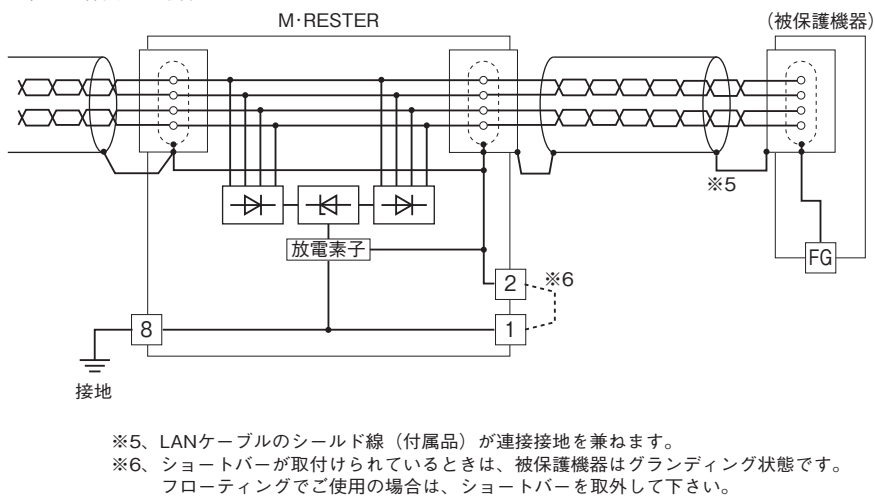 M･RESTER
(被保護機器)
※5
放電素子
FG
2
※6
8
1
接地
※5、LANケーブルのシールド線（付属品）が連接接地を兼ねます。
※6、ショートバーが取付けられているときは、被保護機器はグランディング状態です。
フローティングでご使用の場合は、ショートバーを取外して下さい。